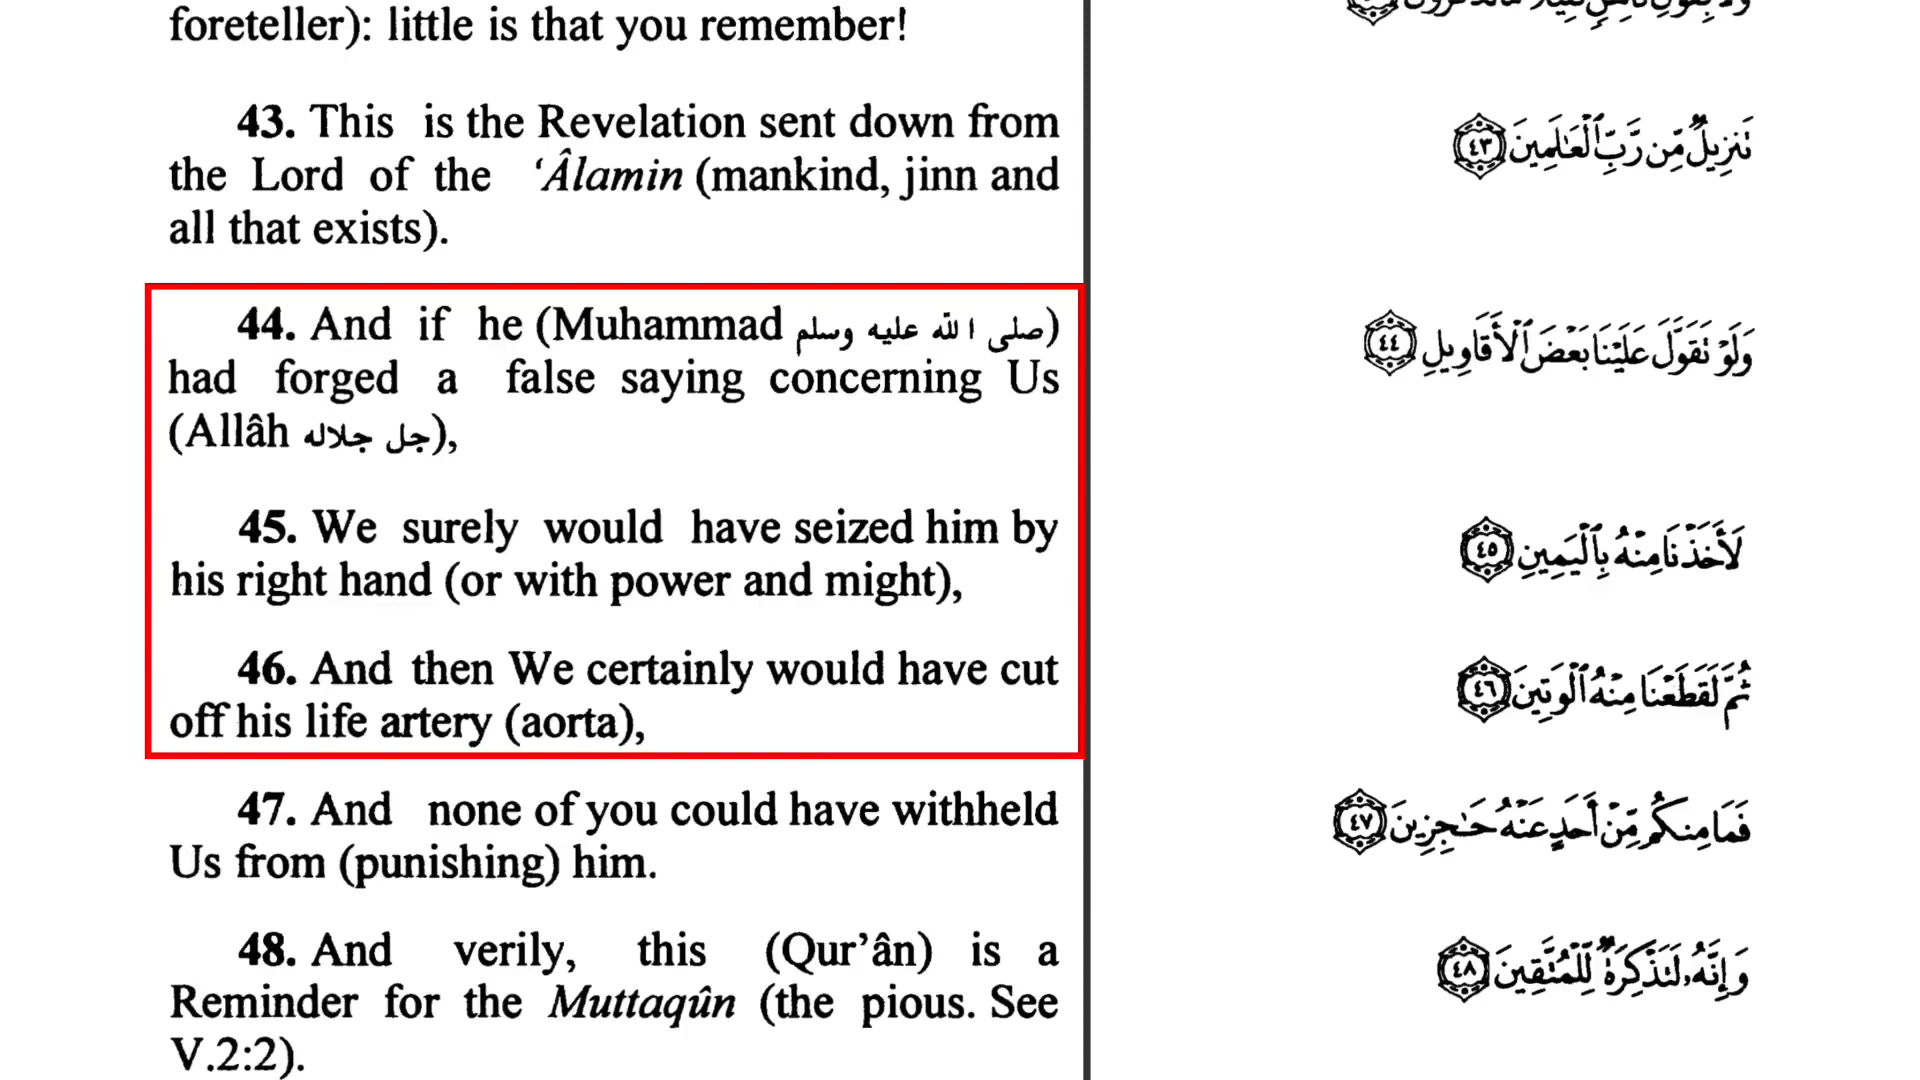 foreteller): little is that you remember!
43. This is the Revelation sent down from
the Lord of the ‘Âlamin (mankind, jinn and
all that exists).
44. And if he (Muhammad صلى الله عليه وسلم)
had forged a false saying concerning Us
(Allâh جل جلاله),
45. We surely would have seized him by
his right hand (or with power and might),
46. And then We certainly would have cut
off his life artery (aorta),
47. And none of you could have withheld
Us from (punishing) him.
48. And verily, this (Qur’ân) is a
Reminder for the Muttaqûn (the pious. See
V.2:2).
تَنزِيلٌ مِّن رَّبِّ ٱلْعَٰلَمِينَ ٤٣
وَلَوْ تَقَوَّلَ عَلَيْنَا بَعْضَ ٱلْأَقَاوِيلِ ٤٤
لَأَخَذْنَا مِنْهُ بِٱلْيَمِينِ ٤٥
ثُمَّ لَقَطَعْنَا مِنْهُ ٱلْوَتِينَ ٤٦
فَمَا مِنكُم مِّنْ أَحَدٍ عَنْهُ حَٰجِزِينَ ٤٧
وَإِنَّهُۥ لَتَذْكِرَةٌ لِّلْمُتَّقِينَ ٤٨